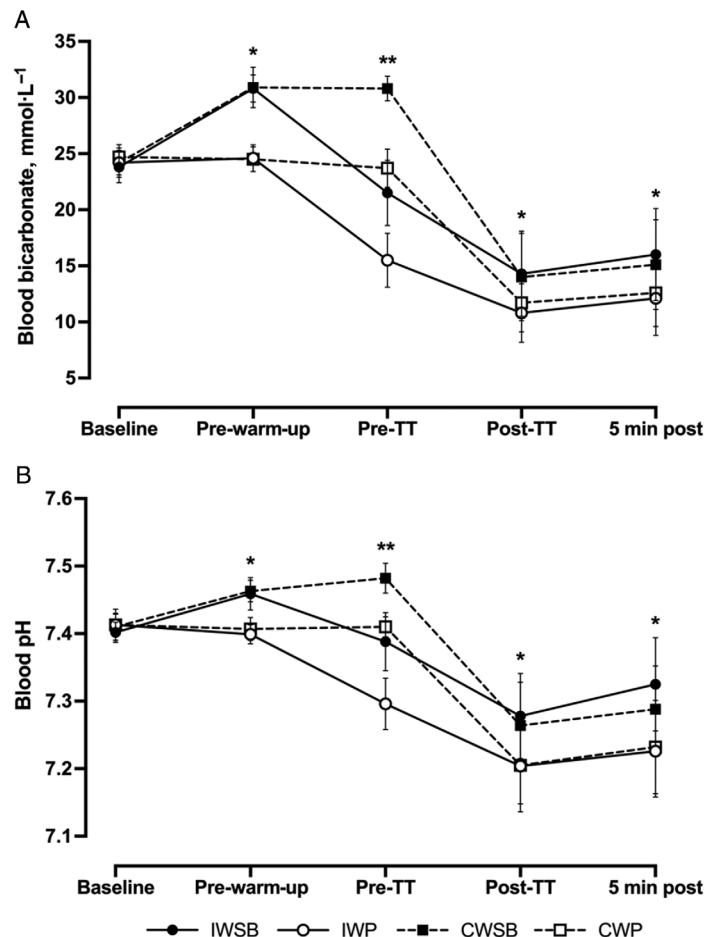 A
Blood bicarbonate, mmol·L⁻¹
35
30
25
20
15
10
5
* ** * *
Baseline Pre-warm-up Pre-TT Post-TT 5 min post
B
Blood pH
7.6
7.5
7.4
7.3
7.2
7.1
* ** * *
Baseline Pre-warm-up Pre-TT Post-TT 5 min post
IWSB IWP CWSB CWP